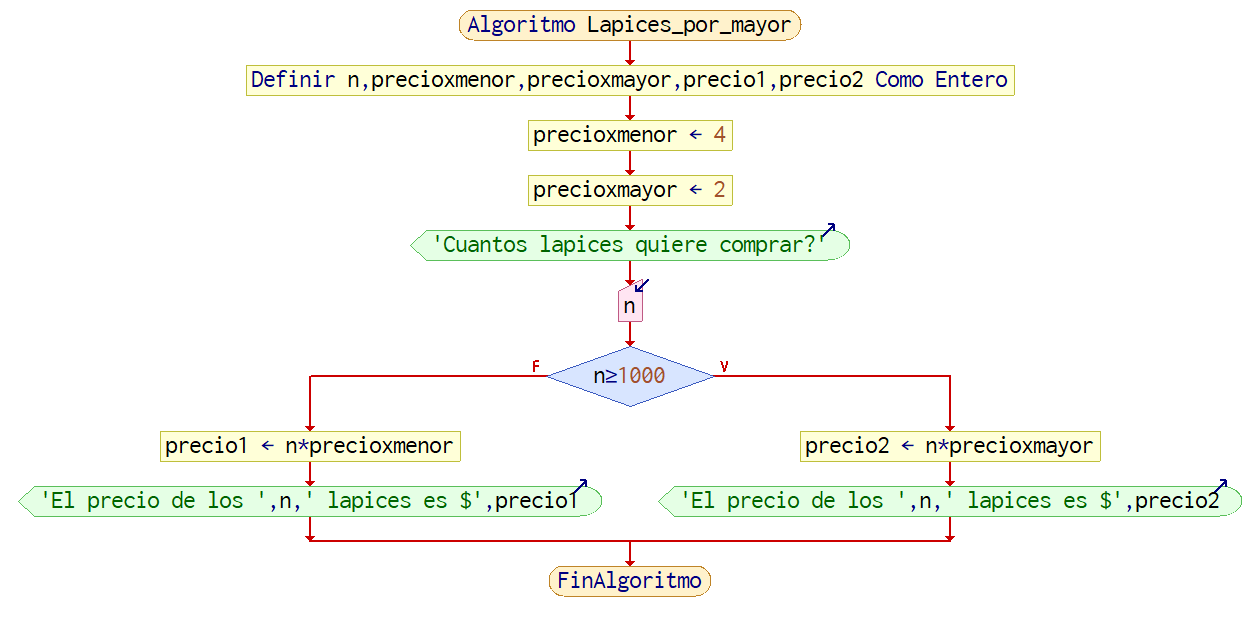 Algoritmo Lapices_por_mayor
Definir n,precioxmenor,precioxmayor,precio1,precio2 Como Entero
precioxmenor ← 4
precioxmayor ← 2
'Cuantos lapices quiere comprar?'
n
F
n≥1000
V
precio1 ← n*precioxmenor
precio2 ← n*precioxmayor
'El precio de los ',n,' lapices es $',precio1
'El precio de los ',n,' lapices es $',precio2
FinAlgoritmo